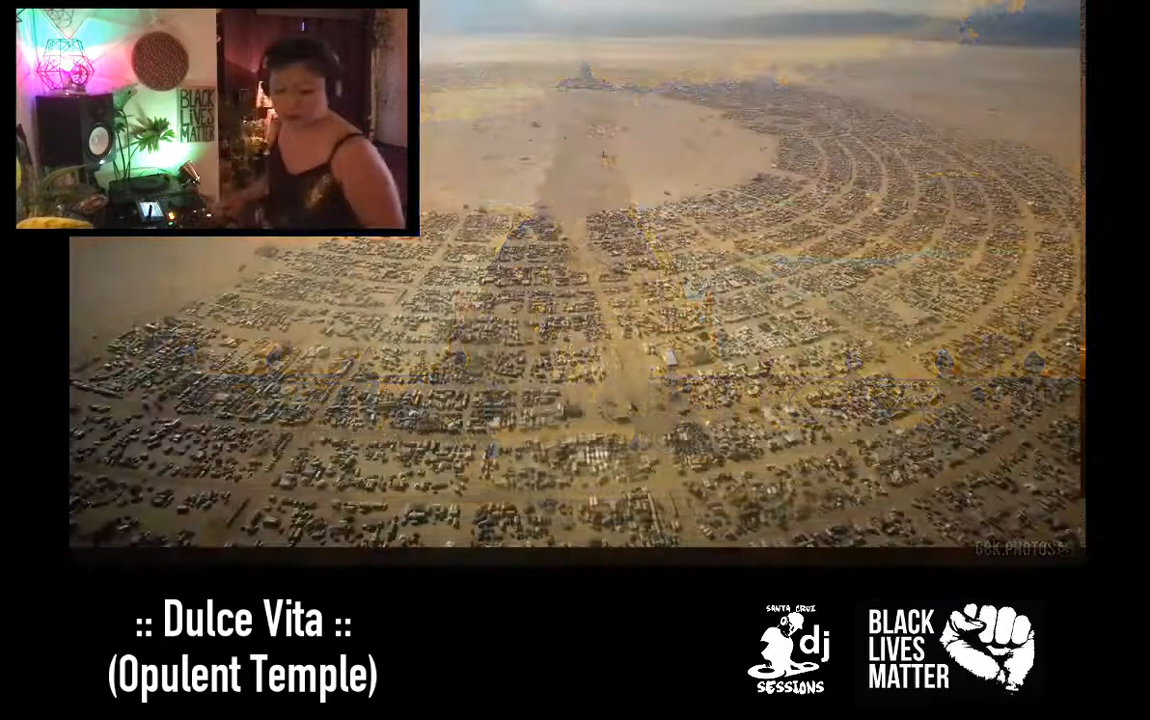 BLACK
LIVES
MATTER
:: Dulce Vita ::
(Opulent Temple)
SANTA CRUZ
dj
SESSIONS
BLACK
LIVES
MATTER